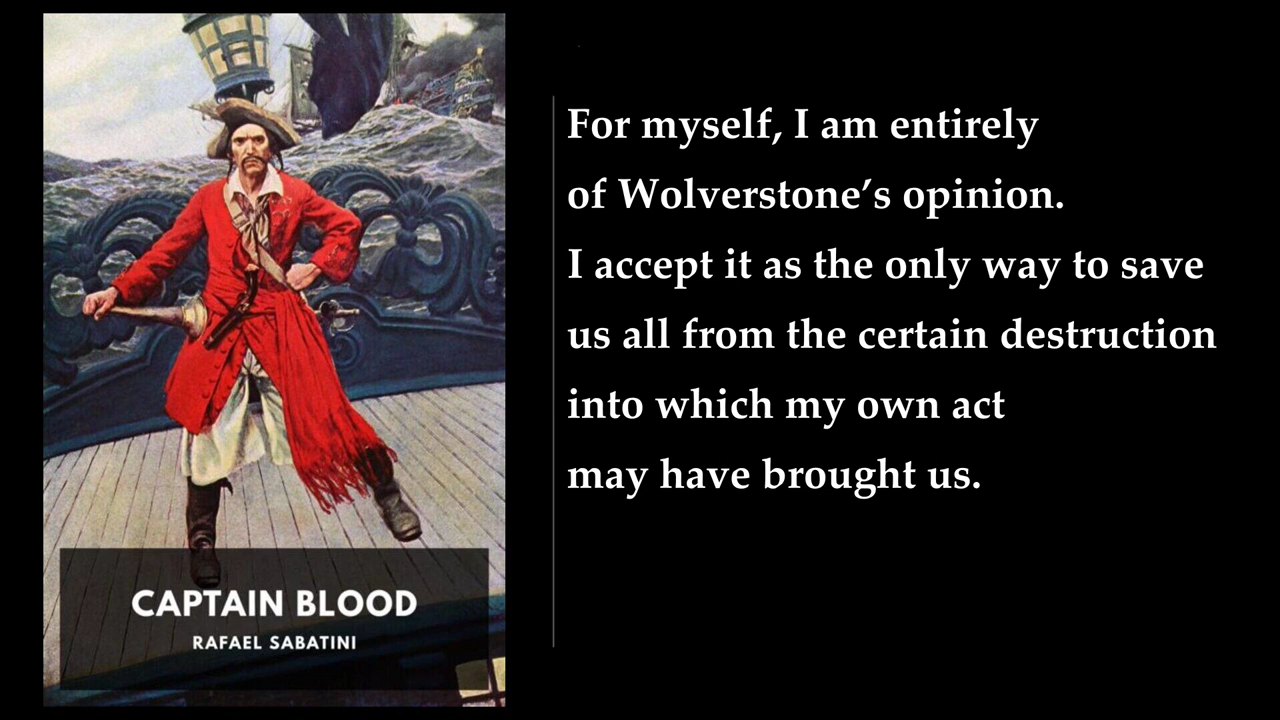 For myself, I am entirely
of Wolverstone’s opinion.
I accept it as the only way to save
us all from the certain destruction
into which my own act
may have brought us.
CAPTAIN BLOOD
RAFAEL SABATINI